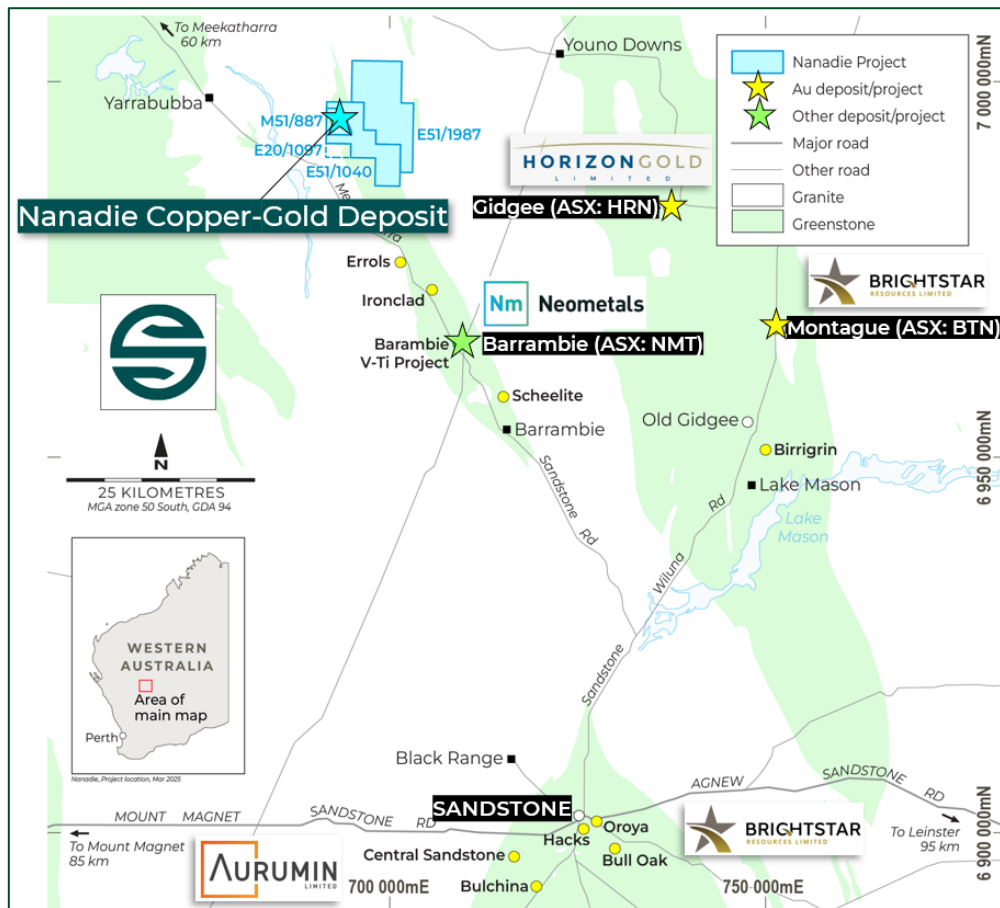 To Meekatharra
60 km
Youno Downs
Yarrabubba
M51/887
E51/1987
E20/1097
E51/1040
Nanadie Project
Au deposit/project
Other deposit/project
Major road
Other road
Granite
Greenstone
7 000 000mN
HORIZON GOLD
LIMITED
Nanadie Copper-Gold Deposit
Gidgee (ASX: HRN)
Errols
Ironclad
Nm Neometals
BRIGHTSTAR
RESOURCES LIMITED
Barambie
V-Ti Project
Barrambie (ASX: NMT)
Montague (ASX: BTN)
Scheelite
Barrambie
Old Gidgee
Birrigrin
Lake Mason
6 950 000mN
N
25 KILOMETRES
MGA zone 50 South, GDA 94
Sandstone Rd
Lake
Mason
Sandstone Wiluna Rd
WESTERN
AUSTRALIA
Area of
main map
Perth
Nanadie_Project location, Mar 2025
Black Range
SANDSTONE
AGNEW SANDSTONE RD
MOUNT MAGNET SANDSTONE RD
To Mount Magnet
85 km
Oroya
Hacks
Bull Oak
BRIGHTSTAR
RESOURCES LIMITED
To Leinster
95 km
AURUMIN
LIMITED
Central Sandstone
Bulchina
700 000mE
750 000mE
6 900 000mN